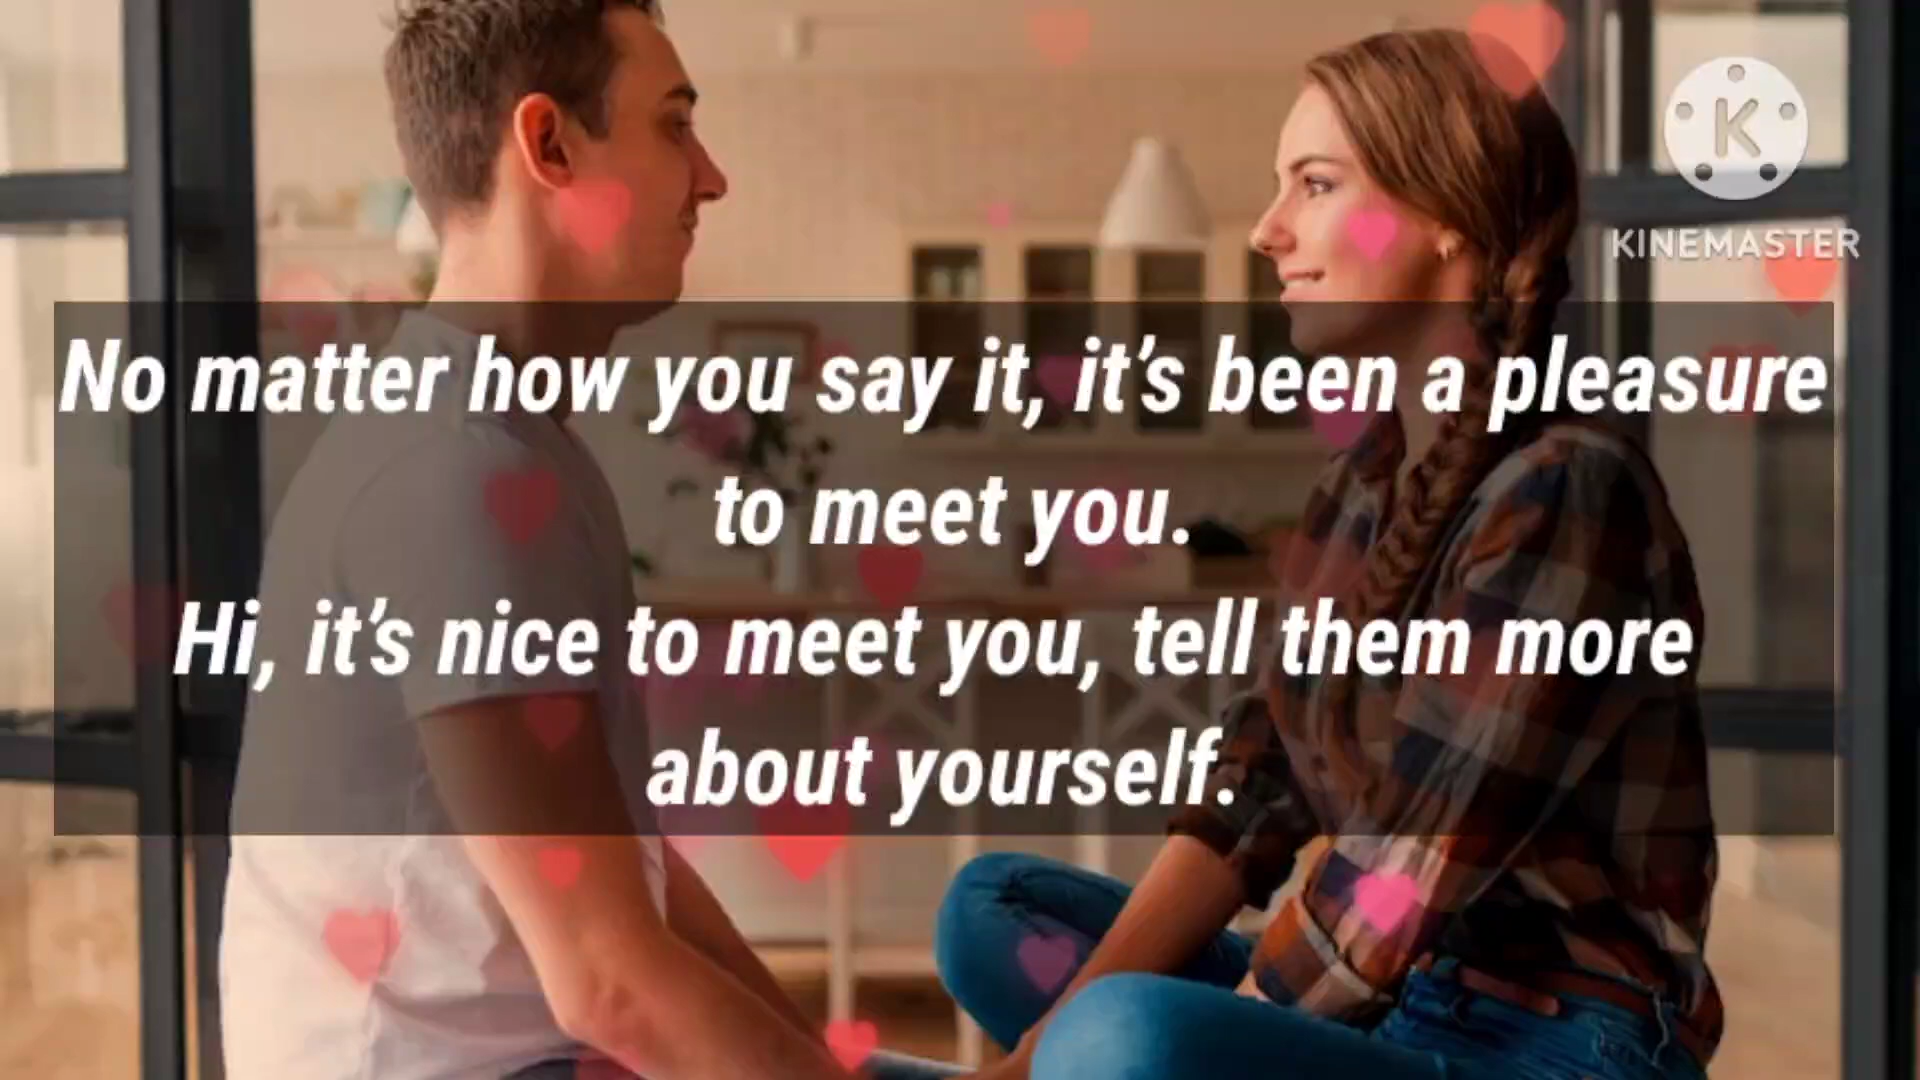 K
KINEMASTER
No matter how you say it, it’s been a pleasure
to meet you.
Hi, it’s nice to meet you, tell them more
about yourself.